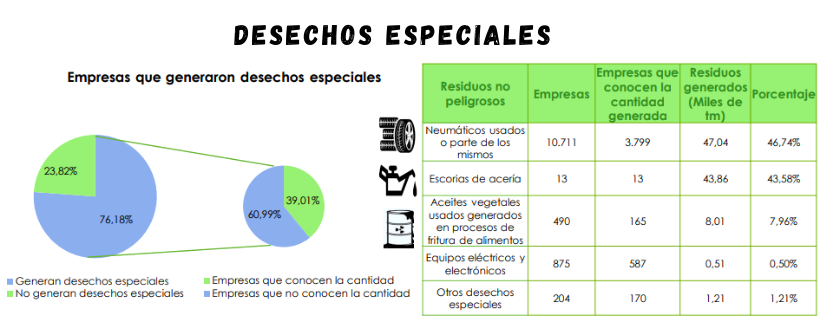 DESECHOS ESPECIALES
Empresas que generaron desechos especiales
23,82%
76,18%
39,01%
60,99%
Generan desechos especiales
No generan desechos especiales
Empresas que conocen la cantidad
Empresas que no conocen la cantidad
Residuos no
peligrosos
Empresas
Empresas que
conocen la
cantidad
generada
Residuos
generados
(Miles de
tm)
Porcentaje
Neumáticos usados
o parte de los
mismos
10.711
3.799
47,04
46,74%
Escorias de acería
13
13
43,86
43,58%
Aceites vegetales
usados generados
en procesos de
fritura de alimentos
490
165
8,01
7,96%
Equipos eléctricos y
electrónicos
875
587
0,51
0,50%
Otros desechos
especiales
204
170
1,21
1,21%